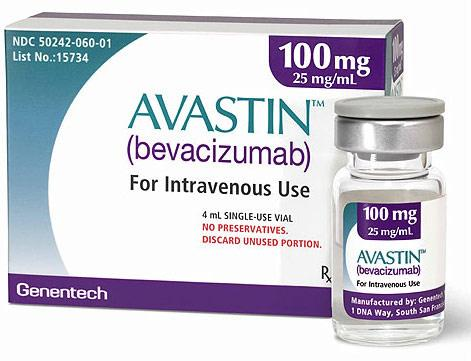 NDC 50242-060-01
List No.:15734
100 mg
25 mg/mL
AVASTIN™
(bevacizumab)
For Intravenous Use
4 mL SINGLE-USE VIAL
NO PRESERVATIVES.
DISCARD UNUSED PORTION.
Genentech
100 mg
25 mg/mL
AVASTIN™
(bevacizumab)
For Intravenous Use
Manufactured by: Genentech
1 DNA Way, South San